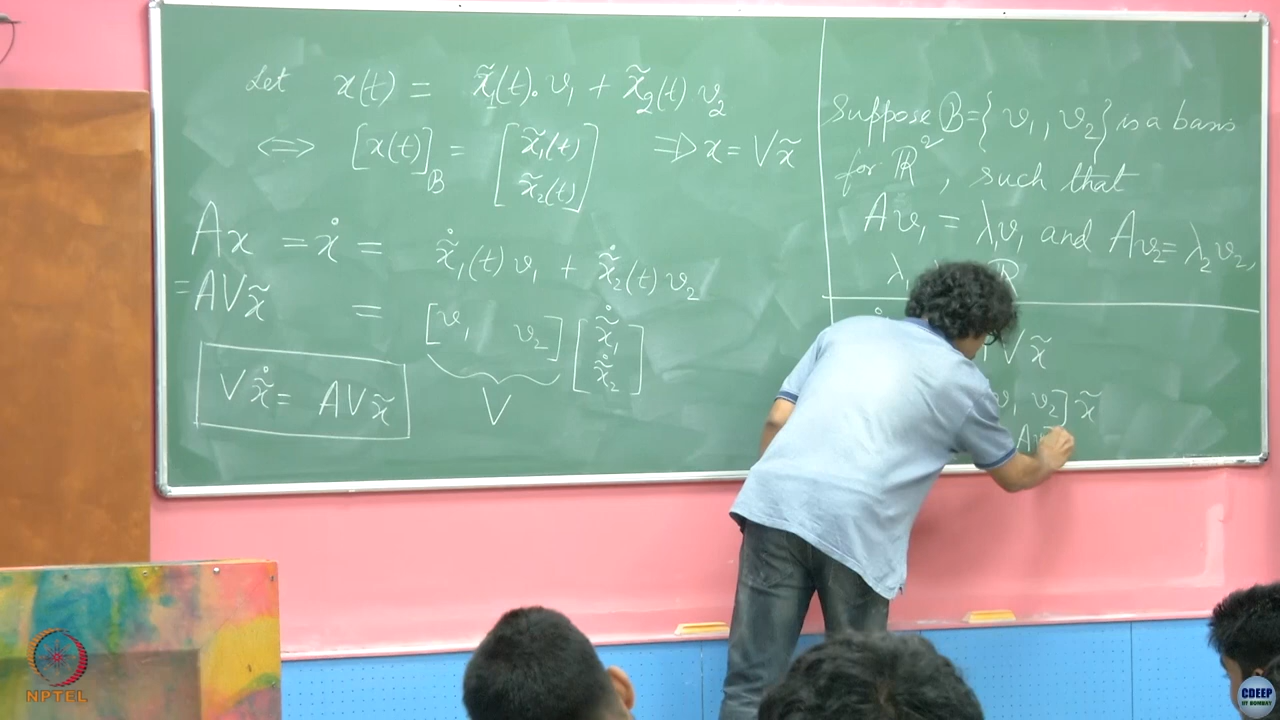 Let x(t) = x̃₁(t). v₁ + x̃₂(t) v₂
⟺ [x(t)]_B = [x̃₁(t) x̃₂(t)] ⟹ x = Vx̃
Ax = ẋ = x̃̇₁(t) v₁ + x̃̇₂(t) v₂
= AVx̃ = [v₁ v₂] [x̃̇₁ x̃̇₂]
V
Vx̃̇ = AVx̃
Suppose B = { v₁, v₂} is a basis
for ℝ², such that
Av₁ = λ₁v₁ and Av₂ = λ₂v₂,
λ ℝ
Vx̃
v₁ v₂] x̃
A
NPTEL
CDEEP
IIT BOMBAY